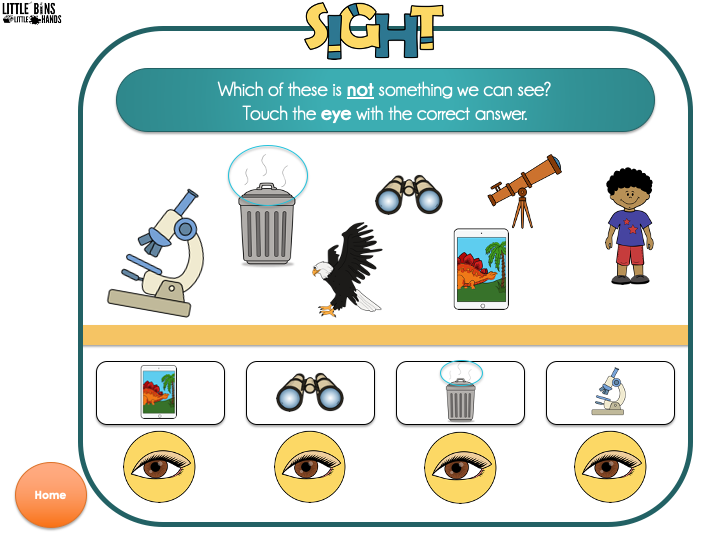 LITTLE BiNS
for LITTLE HANDS
SIGHT
Which of these is not something we can see?
Touch the eye with the correct answer.
Home